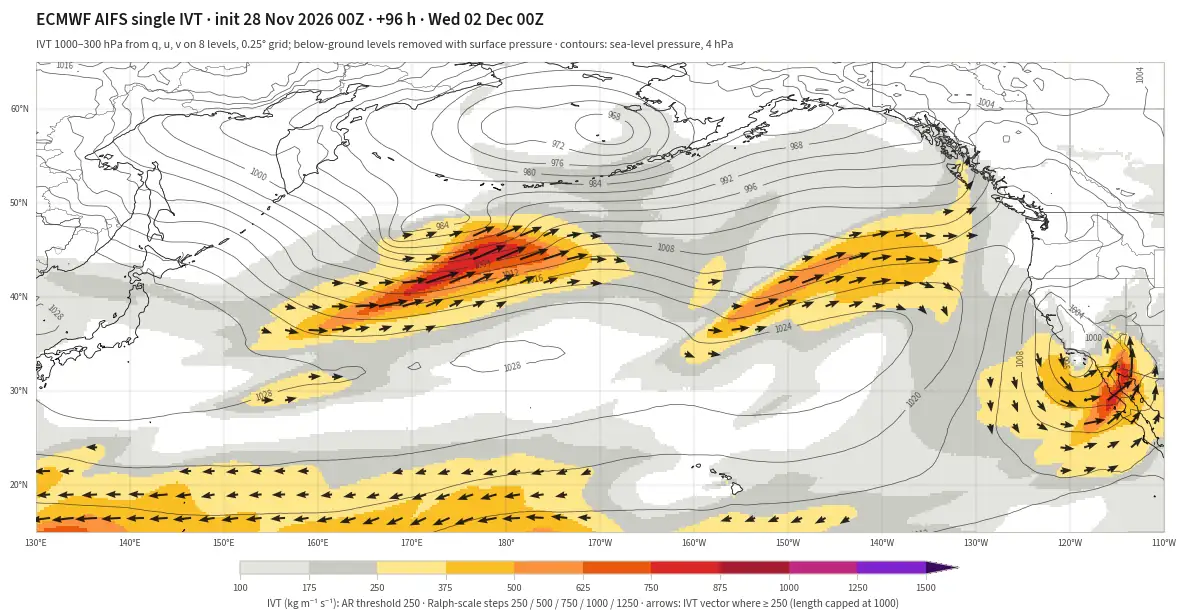 ECMWF AIFS single IVT · init 28 Nov 2026 00Z · +96 h · Wed 02 Dec 00Z
IVT 1000–300 hPa from q, u, v on 8 levels, 0.25° grid; below-ground levels removed with surface pressure · contours: sea-level pressure, 4 hPa
1016
1004
1004
60°N
968
972
988
976
980
984
1000
992
996
50°N
984
1008
1012
1016
40°N
1028
1004
1024
1000
1008
1028
30°N
1028
1020
20°N
130°E 140°E 150°E 160°E 170°E 180° 170°W 160°W 150°W 140°W 130°W 120°W 110°W
100 175 250 375 500 625 750 875 1000 1250 1500
IVT (kg m⁻¹ s⁻¹): AR threshold 250 · Ralph-scale steps 250 / 500 / 750 / 1000 / 1250 · arrows: IVT vector where ≥ 250 (length capped at 1000)